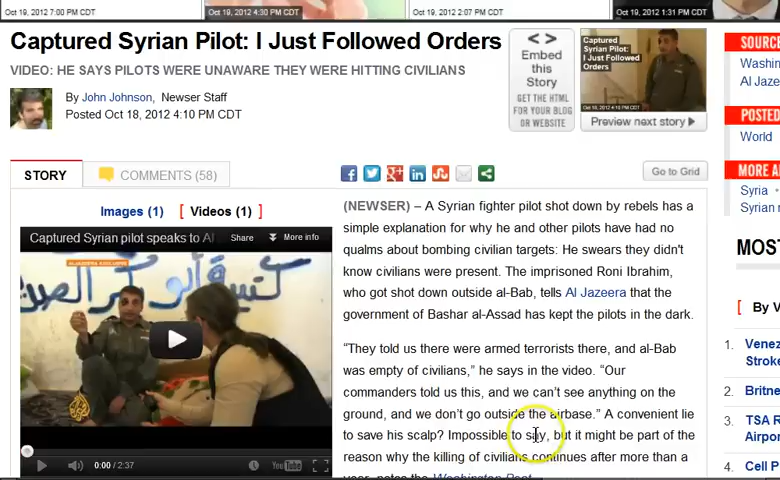 Oct 19, 2012 7:00 PM CDT
Oct 19, 2012 4:30 PM CDT
Oct 19, 2012 2:07 PM CDT
Oct 19, 2012 1:31 PM CDT
Captured Syrian Pilot: I Just Followed Orders
VIDEO: HE SAYS PILOTS WERE UNAWARE THEY WERE HITTING CIVILIANS
By John Johnson, Newser Staff
Posted Oct 18, 2012 4:10 PM CDT
< >
Embed
this
Story
GET THE HTML
FOR YOUR BLOG
OR WEBSITE
Captured
Syrian Pilot:
I Just Followed
Orders
Preview next story
STORY
COMMENTS (58)
Go to Grid
Images (1) [ Videos (1) ]
Captured Syrian pilot speaks to Al
Share
More info
كتيبة أبو بكر الصد
0:00 / 2:37
YouTube
(NEWSER) – A Syrian fighter pilot shot down by rebels has a
simple explanation for why he and other pilots have had no
qualms about bombing civilian targets: He swears they didn't
know civilians were present. The imprisoned Roni Ibrahim,
who got shot down outside al-Bab, tells Al Jazeera that the
government of Bashar al-Assad has kept the pilots in the dark.
“They told us there were armed terrorists there, and al-Bab
was empty of civilians,” he says in the video. “Our
commanders told us this, and we can’t see anything on the
ground, and we don’t go outside the airbase.” A convenient lie
to save his scalp? Impossible to say, but it might be part of the
reason why the killing of civilians continues after more than a
year, notes the Washington Post.
SOURC
Washin
Al Jaze
POSTED
World
MORE A
Syria •
Syrian r
MOST
[ By V
1. Venez
Stroke
2. Britne
3. TSA R
Airpor
4. Cell P